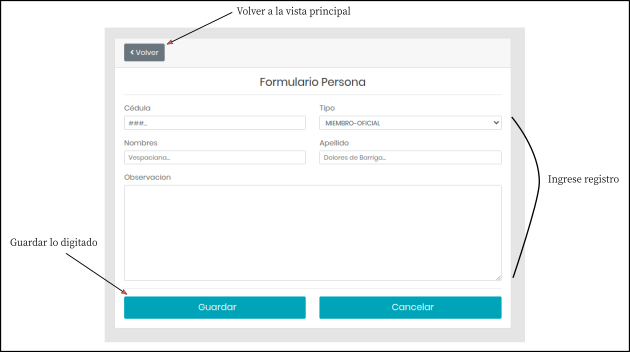 Volver a la vista principal
Volver
Formulario Persona
Cédula
Tipo
###...
MIEMBRO-OFICIAL
Nombres
Apellido
Vespaciano...
Dolores de Barriga...
Observacion
Ingrese registro
Guardar lo digitado
Guardar
Cancelar